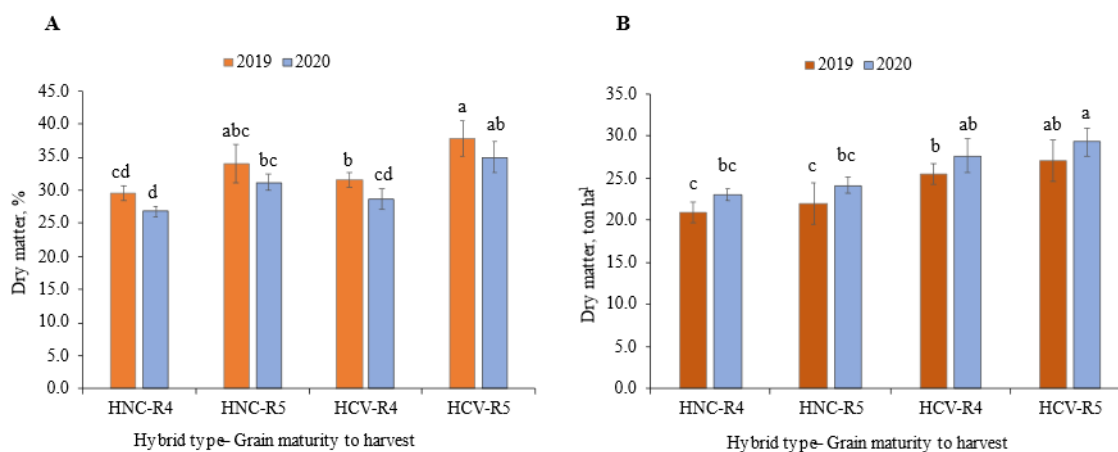 A
2019 2020
45.0
40.0
35.0
30.0
25.0
20.0
15.0
10.0
5.0
0.0
Dry matter, %
cd d abc bc b cd a ab
HNC-R4 HNC-R5 HCV-R4 HCV-R5
Hybrid type– Grain maturity to harvest
B
2019 2020
35.0
30.0
25.0
20.0
15.0
10.0
5.0
0.0
Dry matter, ton ha¹
c bc c bc b ab ab a
HNC-R4 HNC-R5 HCV-R4 HCV-R5
Hybrid type– Grain maturity to harvest